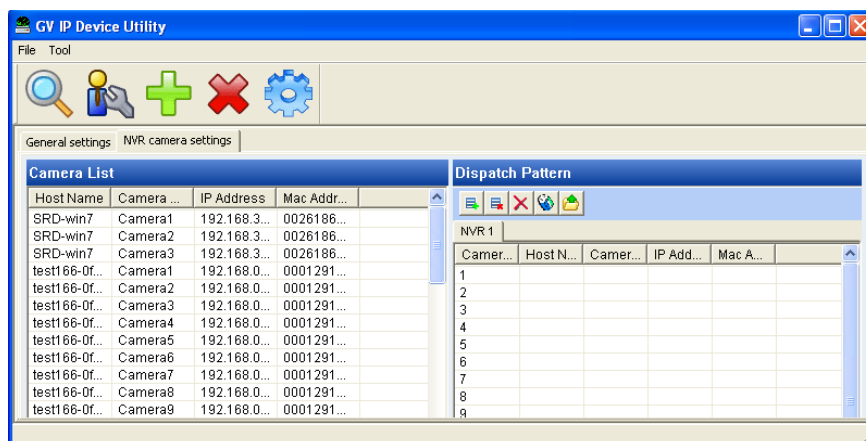 GV IP Device Utility
File Tool
General settings NVR camera settings
Camera List
Host Name Camera ... IP Address Mac Addr...
SRD-win7 Camera1 192.168.3... 0026186...
SRD-win7 Camera2 192.168.3... 0026186...
SRD-win7 Camera3 192.168.3... 0026186...
test166-0f... Camera1 192.168.0... 0001291...
test166-0f... Camera2 192.168.0... 0001291...
test166-0f... Camera3 192.168.0... 0001291...
test166-0f... Camera4 192.168.0... 0001291...
test166-0f... Camera5 192.168.0... 0001291...
test166-0f... Camera6 192.168.0... 0001291...
test166-0f... Camera7 192.168.0... 0001291...
test166-0f... Camera8 192.168.0... 0001291...
test166-0f... Camera9 192.168.0... 0001291...
Dispatch Pattern
NVR 1
Camer... Host N... Camer... IP Add... Mac A...
1
2
3
4
5
6
7
8
9